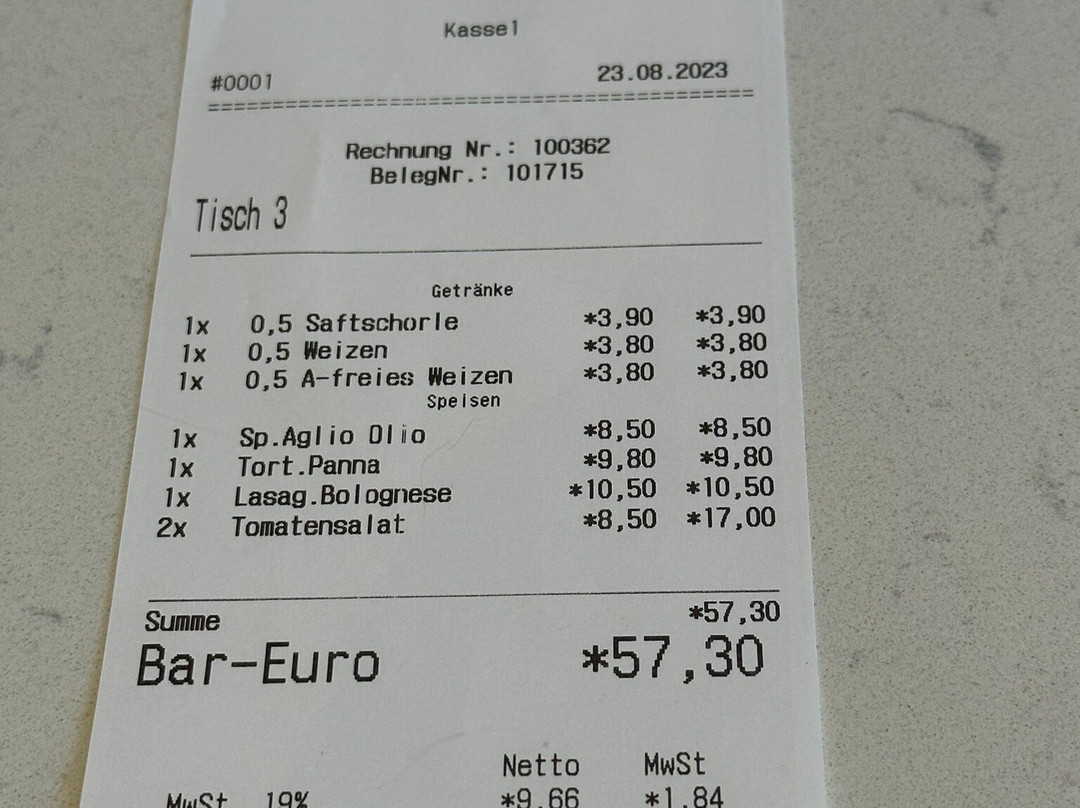 Kasse1
#0001 23.08.2023
==============================================
Rechnung Nr.: 100362
BelegNr.: 101715
Tisch 3
Getränke
1x 0,5 Saftschorle *3,90 *3,90
1x 0,5 Weizen *3,80 *3,80
1x 0,5 A-freies Weizen *3,80 *3,80
Speisen
1x Sp.Aglio Olio *8,50 *8,50
1x Tort.Panna *9,80 *9,80
1x Lasag.Bolognese *10,50 *10,50
2x Tomatensalat *8,50 *17,00
Summe *57,30
Bar-Euro *57,30
Netto MwSt
MwSt 19% *9,66 *1,84